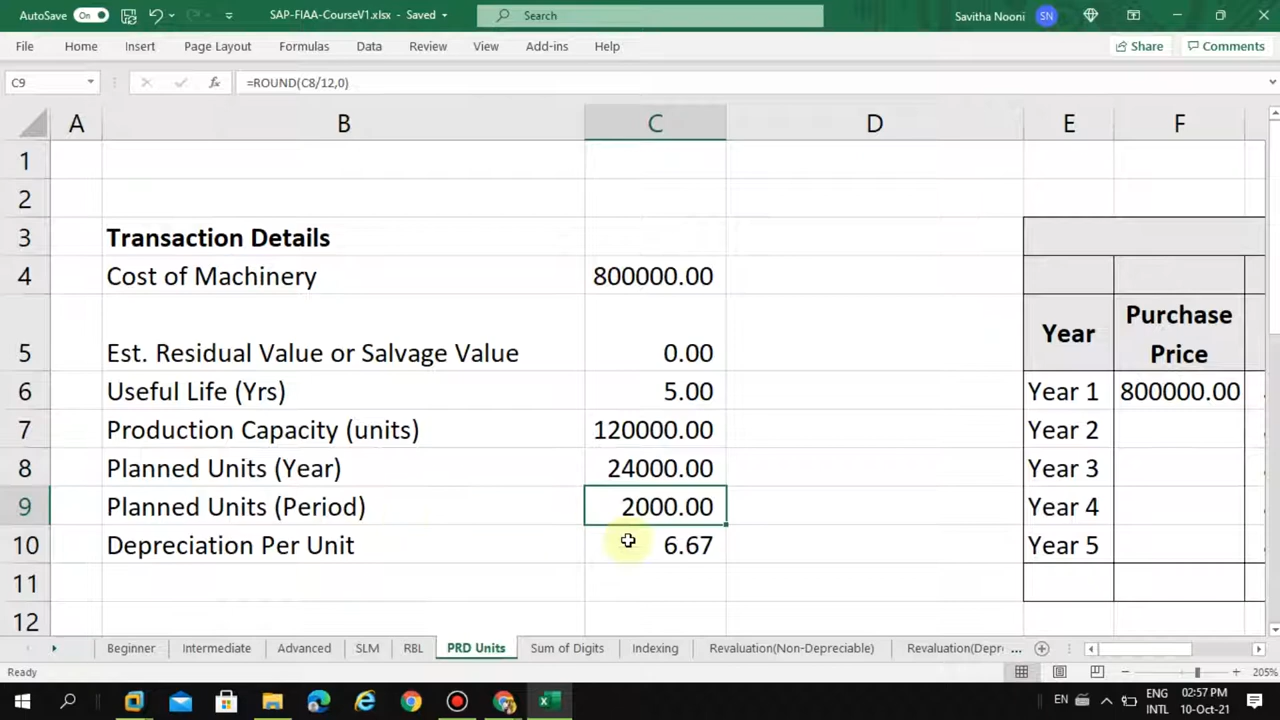 AutoSave On SAP-FIAA-CourseV1.xlsx - Saved Search Savitha Nooni SN
File Home Insert Page Layout Formulas Data Review View Add-ins Help Share Comments
C9 fx =ROUND(C8/12,0)
A B C D E F
1
2
3 Transaction Details
4 Cost of Machinery 800000.00
Purchase
5 Est. Residual Value or Salvage Value 0.00 Year Price
6 Useful Life (Yrs) 5.00 Year 1 800000.00
7 Production Capacity (units) 120000.00 Year 2
8 Planned Units (Year) 24000.00 Year 3
9 Planned Units (Period) 2000.00 Year 4
10 Depreciation Per Unit 6.67 Year 5
11
12
Beginner Intermediate Advanced SLM RBL PRD Units Sum of Digits Indexing Revaluation(Non-Depreciable) Revaluation(Depr ...
Ready 205%
EN ENG 02:57 PM
INTL 10-Oct-21